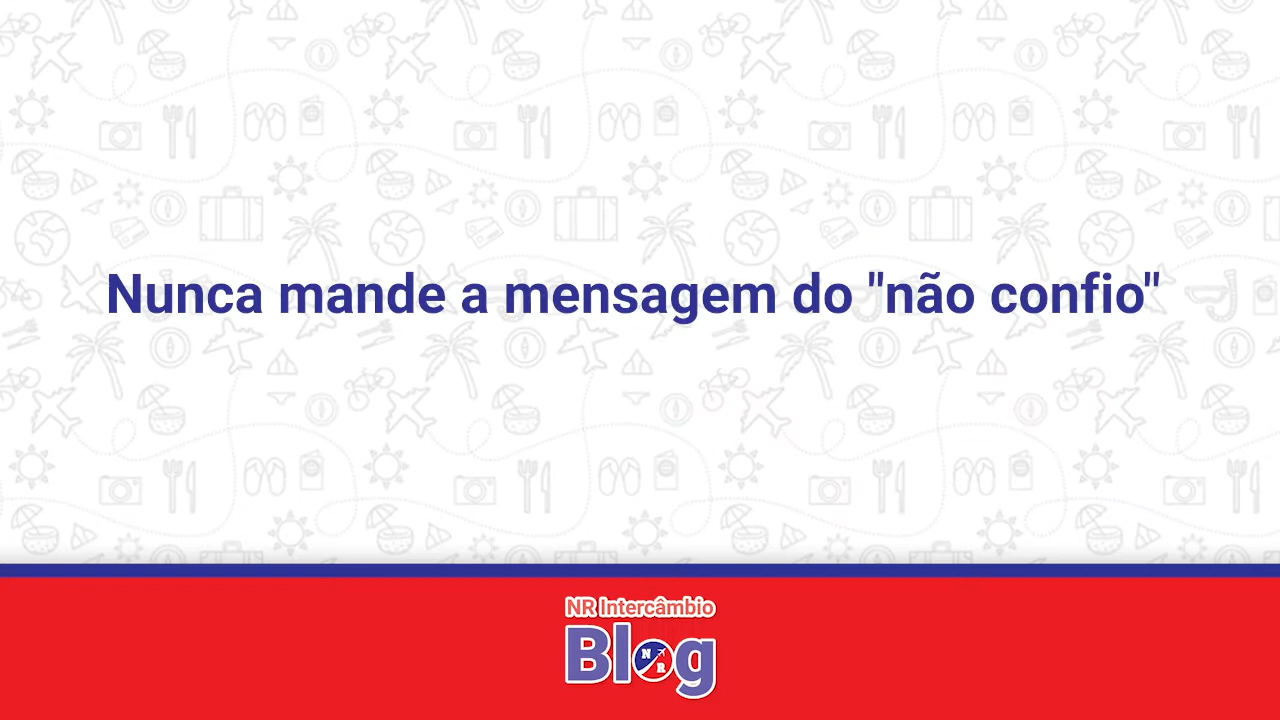 Nunca mande a mensagem do "não confio"
NR Intercâmbio
Blog
N
R